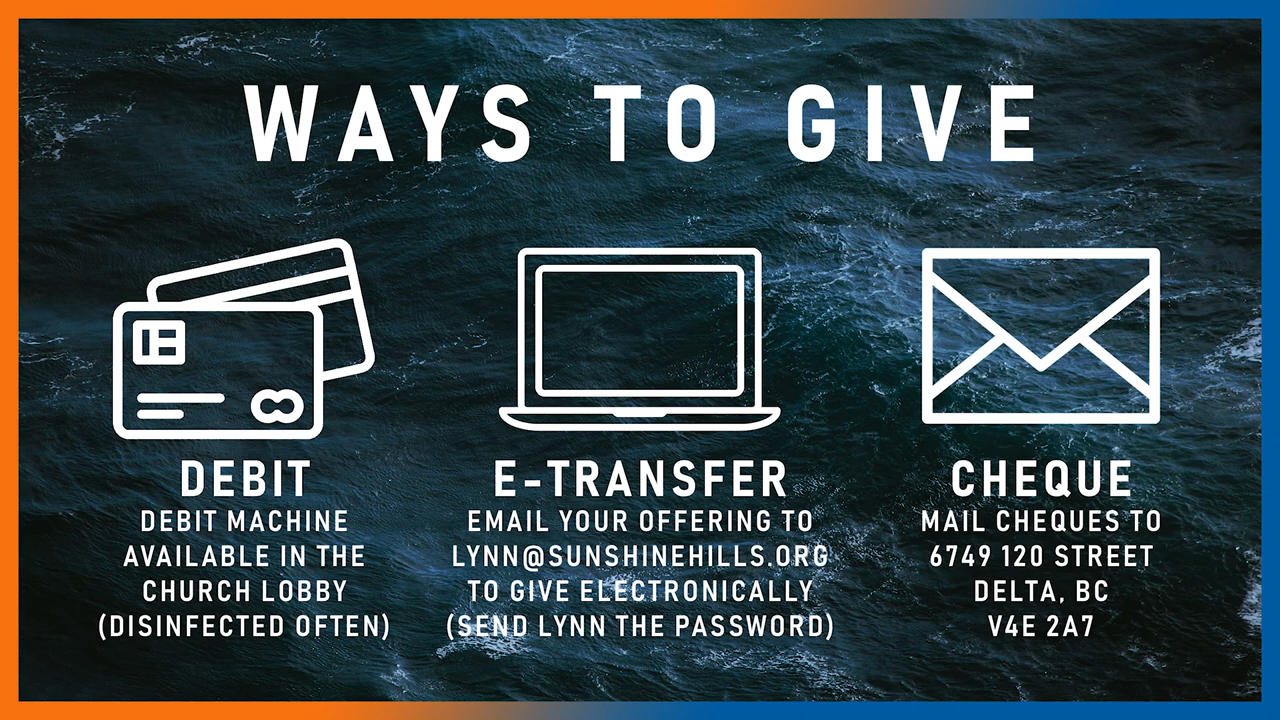 WAYS TO GIVE
DEBIT
DEBIT MACHINE
AVAILABLE IN THE
CHURCH LOBBY
(DISINFECTED OFTEN)
E-TRANSFER
EMAIL YOUR OFFERING TO
LYNN@SUNSHINEHILLS.ORG
TO GIVE ELECTRONICALLY
(SEND LYNN THE PASSWORD)
CHEQUE
MAIL CHEQUES TO
6749 120 STREET
DELTA, BC
V4E 2A7